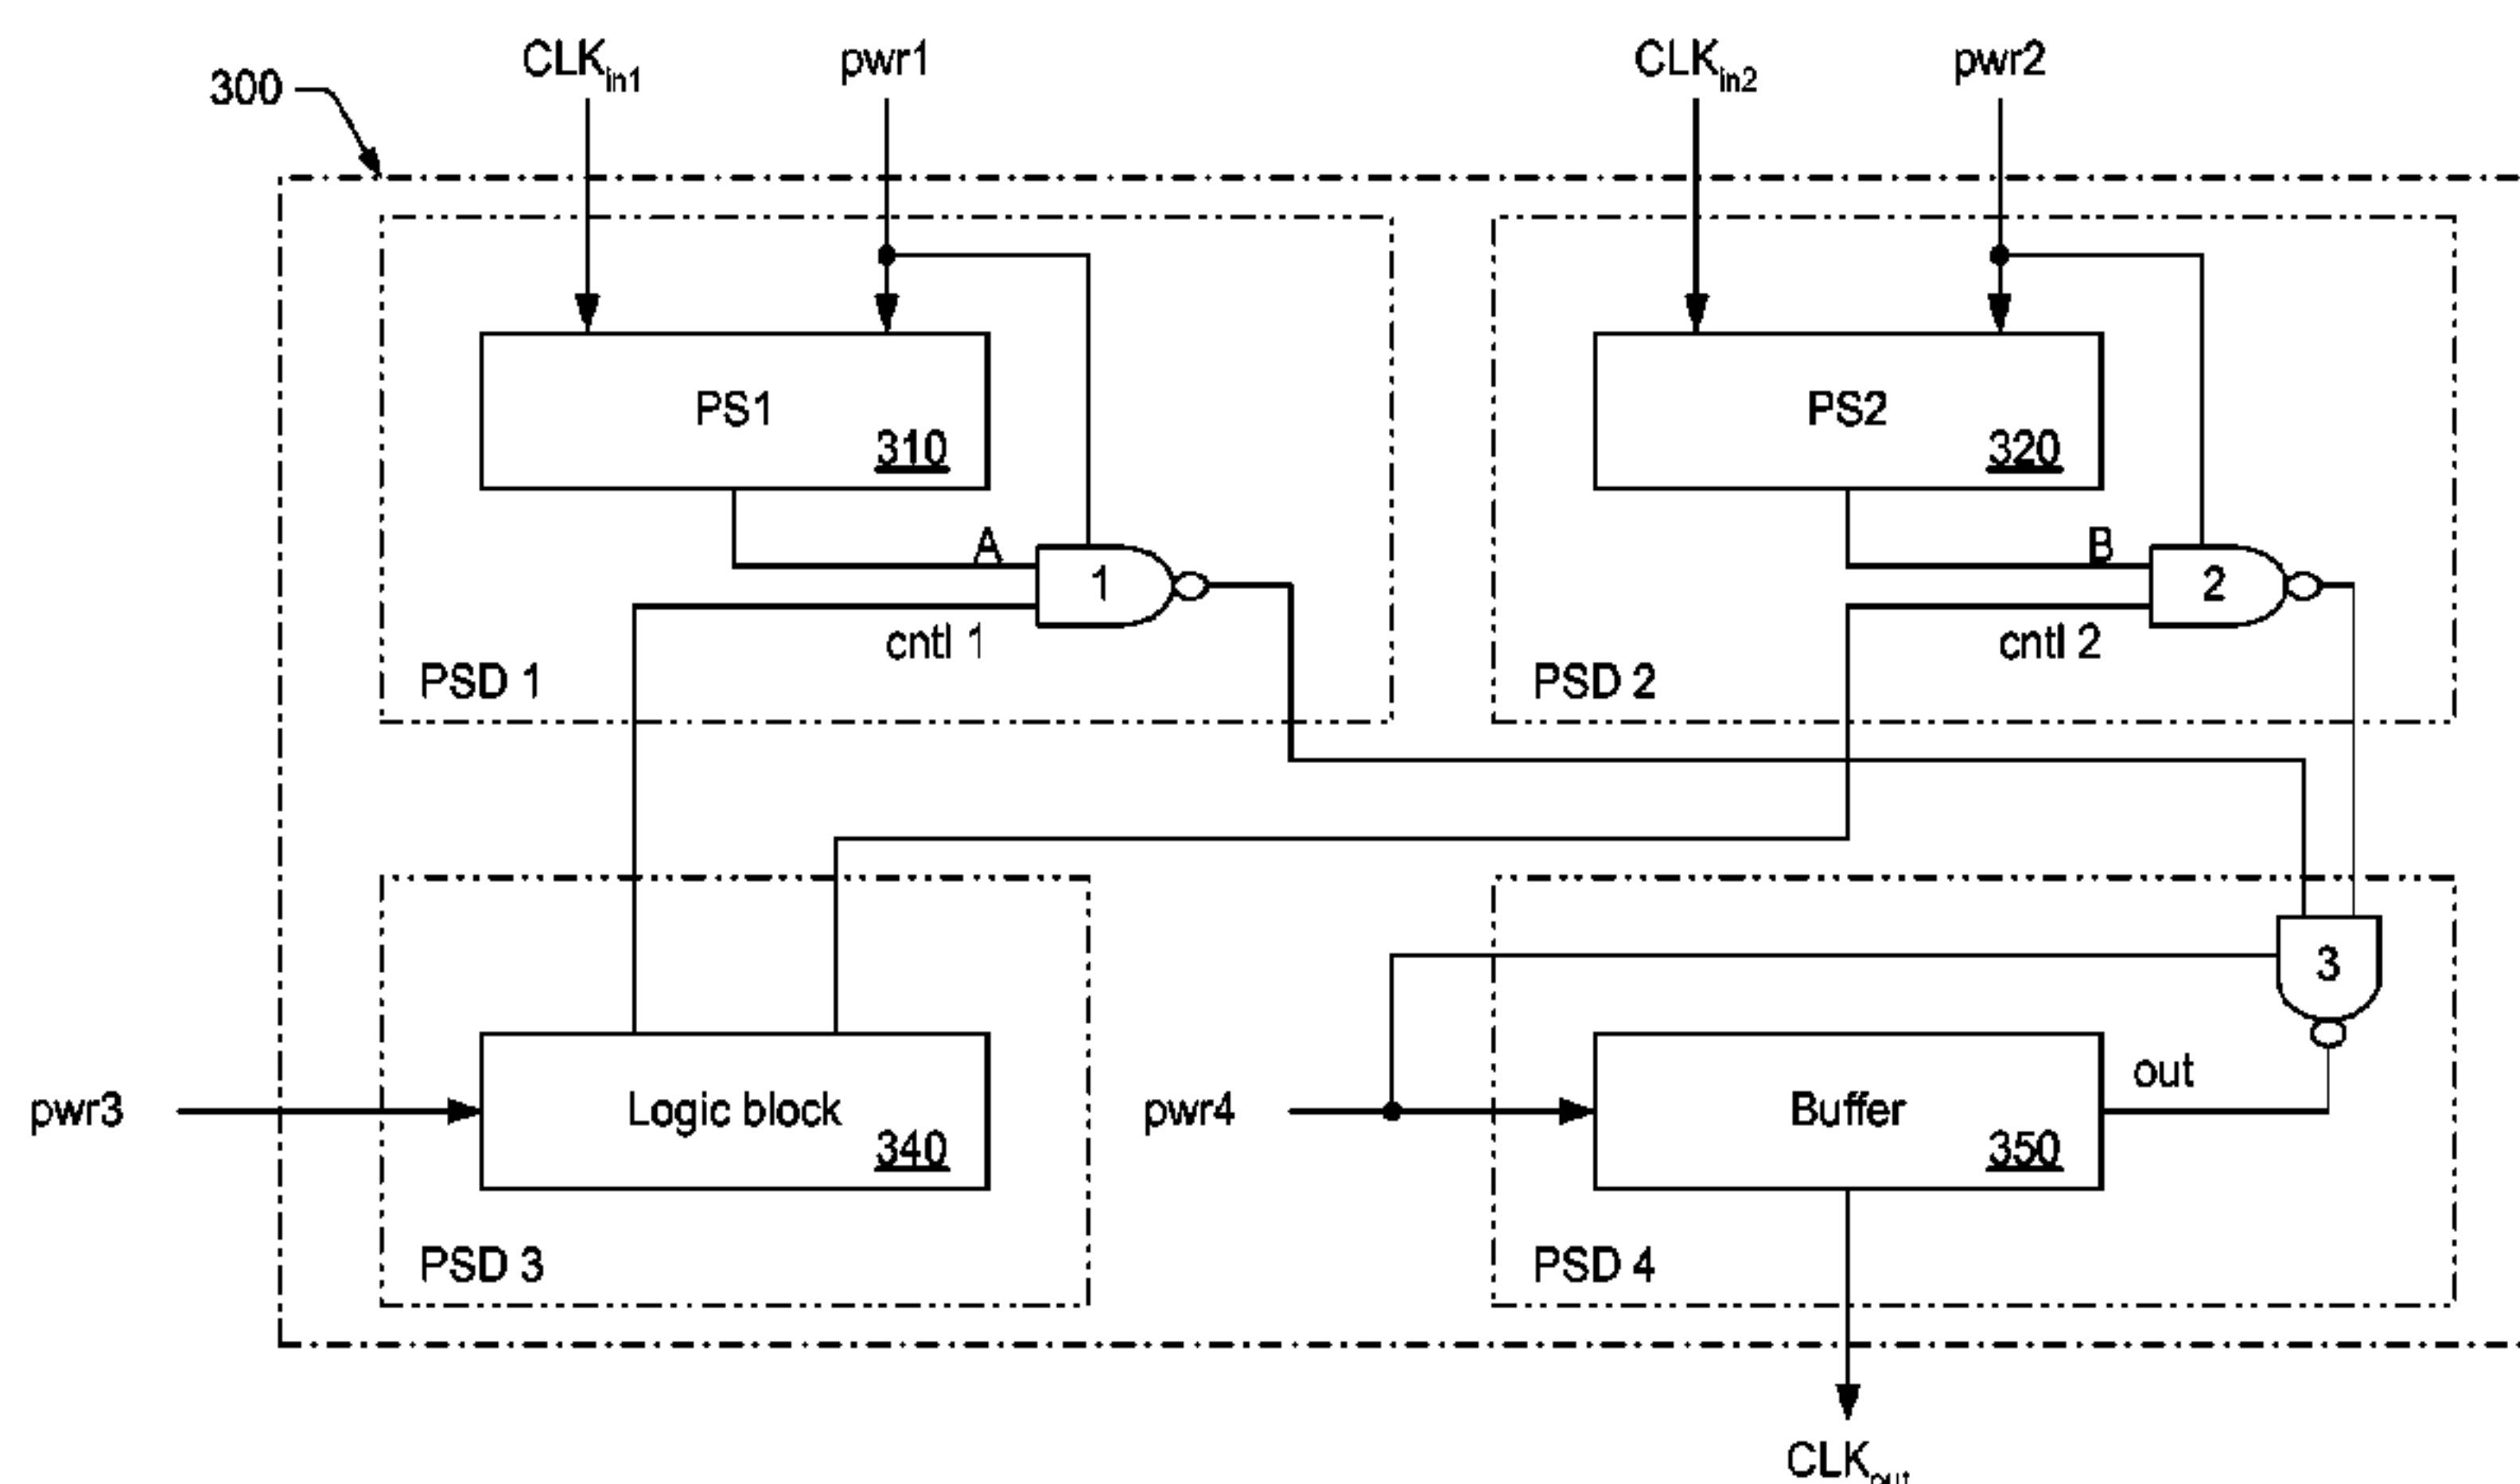 300
CLKin1
pwr1
CLKin2
pwr2
PS1
310
PS2
320
A
1
cntl 1
PSD 1
B
2
cntl 2
PSD 2
3
pwr3
Logic block
340
PSD 3
pwr4
Buffer
350
out
PSD 4
CLKout